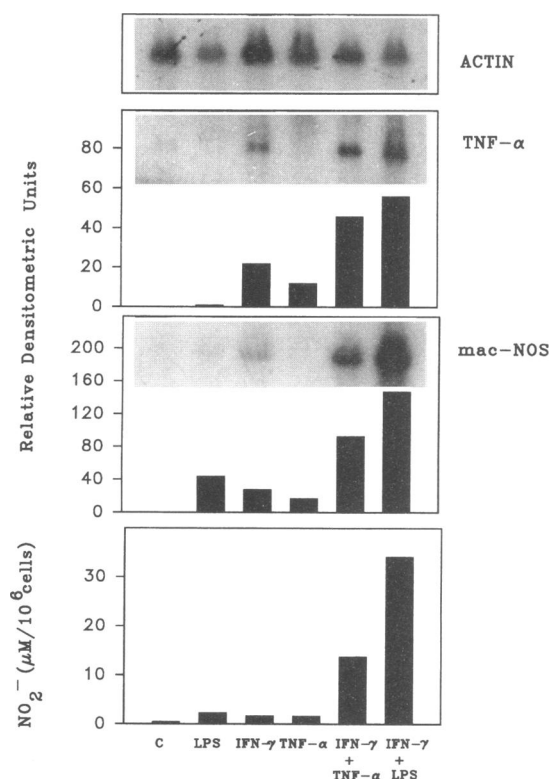 ACTIN
TNF-α
80
60
40
20
0
Relative Densitometric Units
mac-NOS
200
160
120
80
40
0
NO₂⁻ (μM/10⁶cells)
30
20
10
0
C LPS IFN-γ TNF-α IFN-γ + TNF-α IFN-γ + LPS